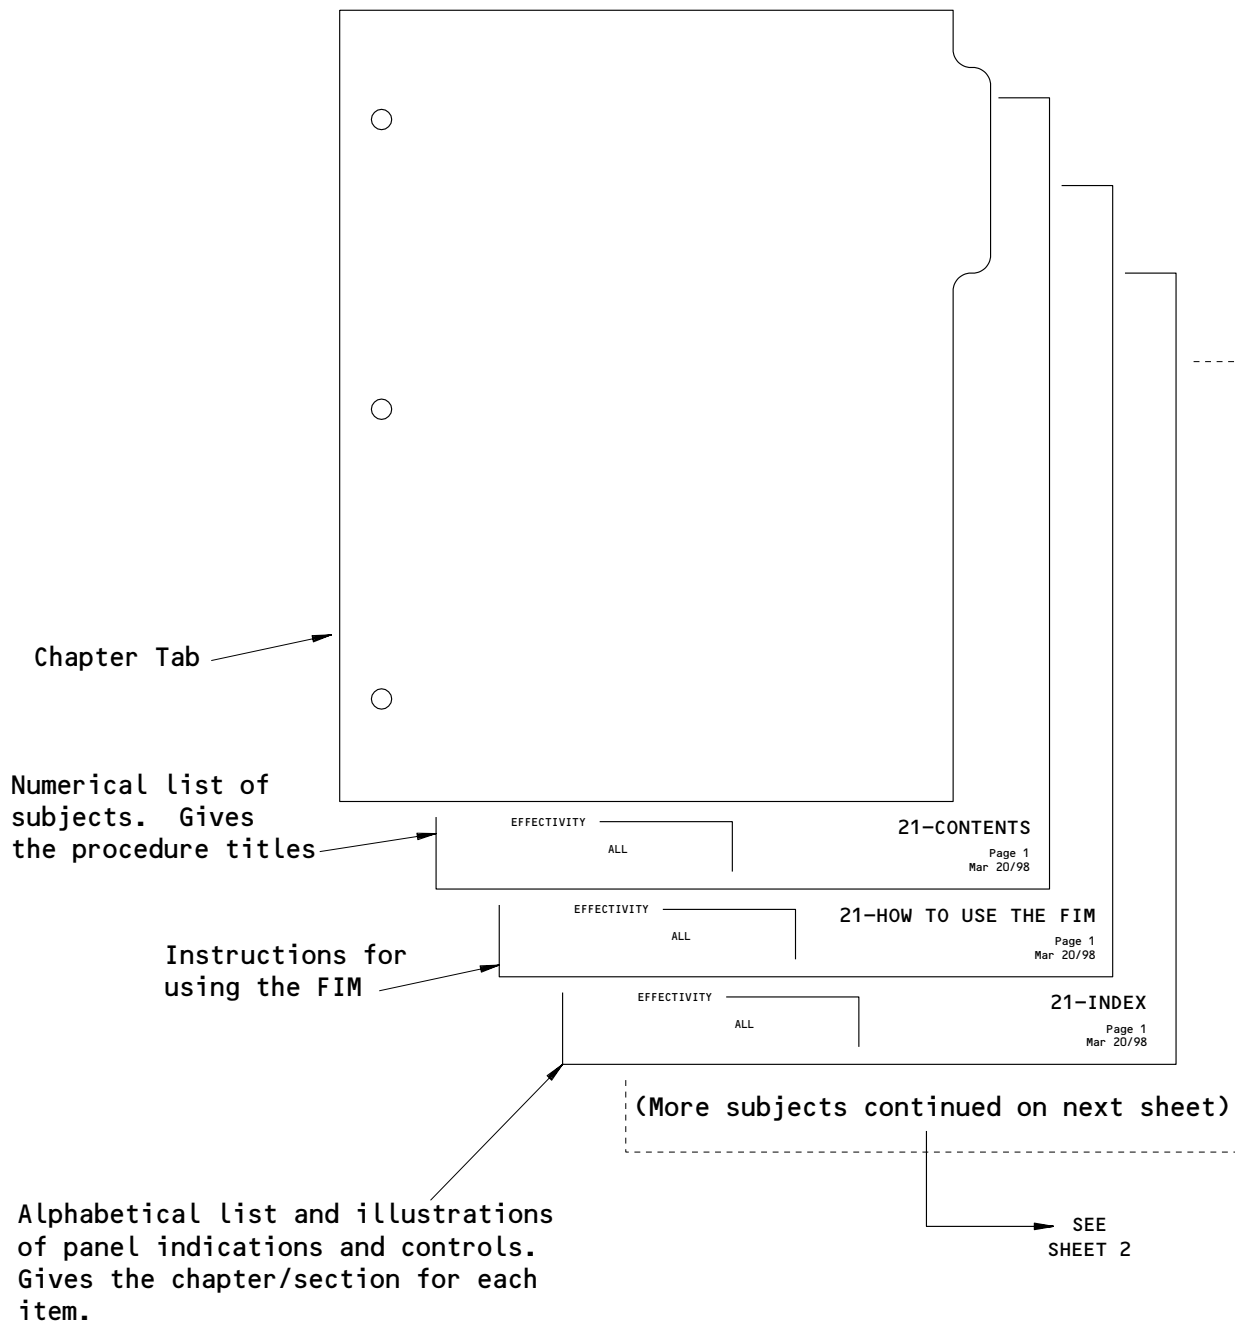 Chapter Tab
Numerical list of
subjects.  Gives
the procedure titles
EFFECTIVITY
ALL
21-CONTENTS
Page 1
Mar 20/98
Instructions for
using the FIM
EFFECTIVITY
ALL
21-HOW TO USE THE FIM
Page 1
Mar 20/98
EFFECTIVITY
ALL
21-INDEX
Page 1
Mar 20/98
(More subjects continued on next sheet)
Alphabetical list and illustrations
of panel indications and controls.
Gives the chapter/section for each
item.
SEE
SHEET 2